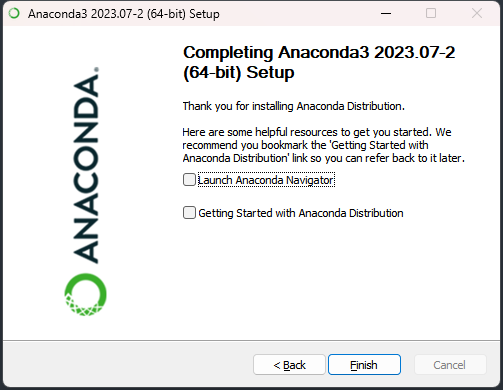 Anaconda3 2023.07-2 (64-bit) Setup
ANACONDA.
Completing Anaconda3 2023.07-2
(64-bit) Setup
Thank you for installing Anaconda Distribution.
Here are some helpful resources to get you started. We
recommend you bookmark the 'Getting Started with
Anaconda Distribution' link so you can refer back to it later.
Launch Anaconda Navigator
Getting Started with Anaconda Distribution
< Back
Finish
Cancel